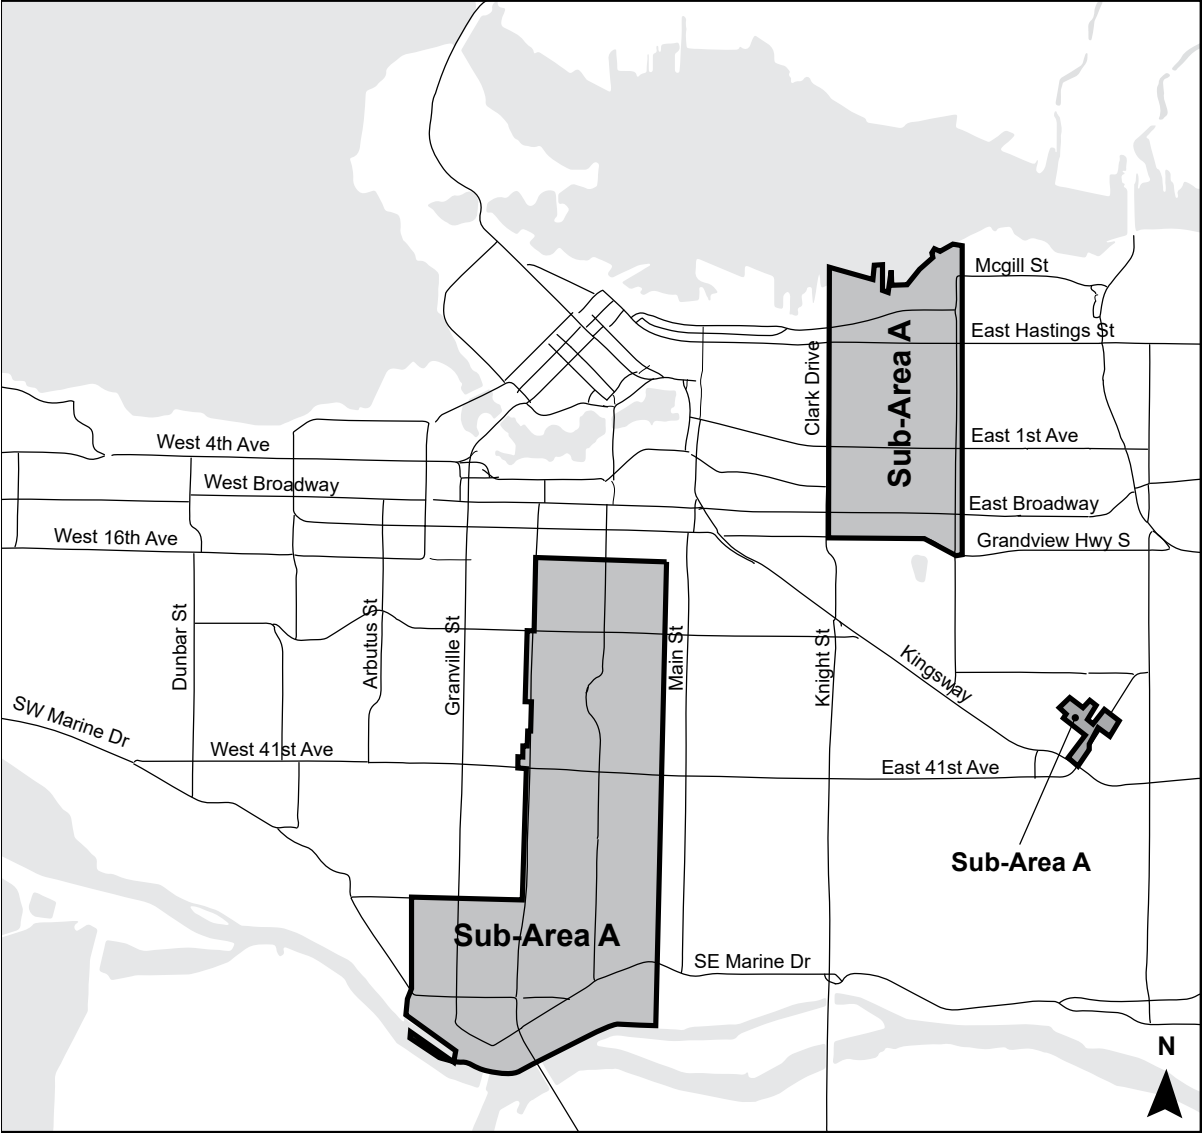 Mcgill St
East Hastings St
Clark Drive
Sub-Area A
East 1st Ave
West 4th Ave
West Broadway
East Broadway
West 16th Ave
Grandview Hwy S
Dunbar St
Arbutus St
Granville St
Main St
Knight St
Kingsway
SW Marine Dr
West 41st Ave
East 41st Ave
Sub-Area A
Sub-Area A
SE Marine Dr
N